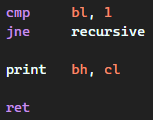 cmp bl, 1
jne recursive
print bh, cl
ret